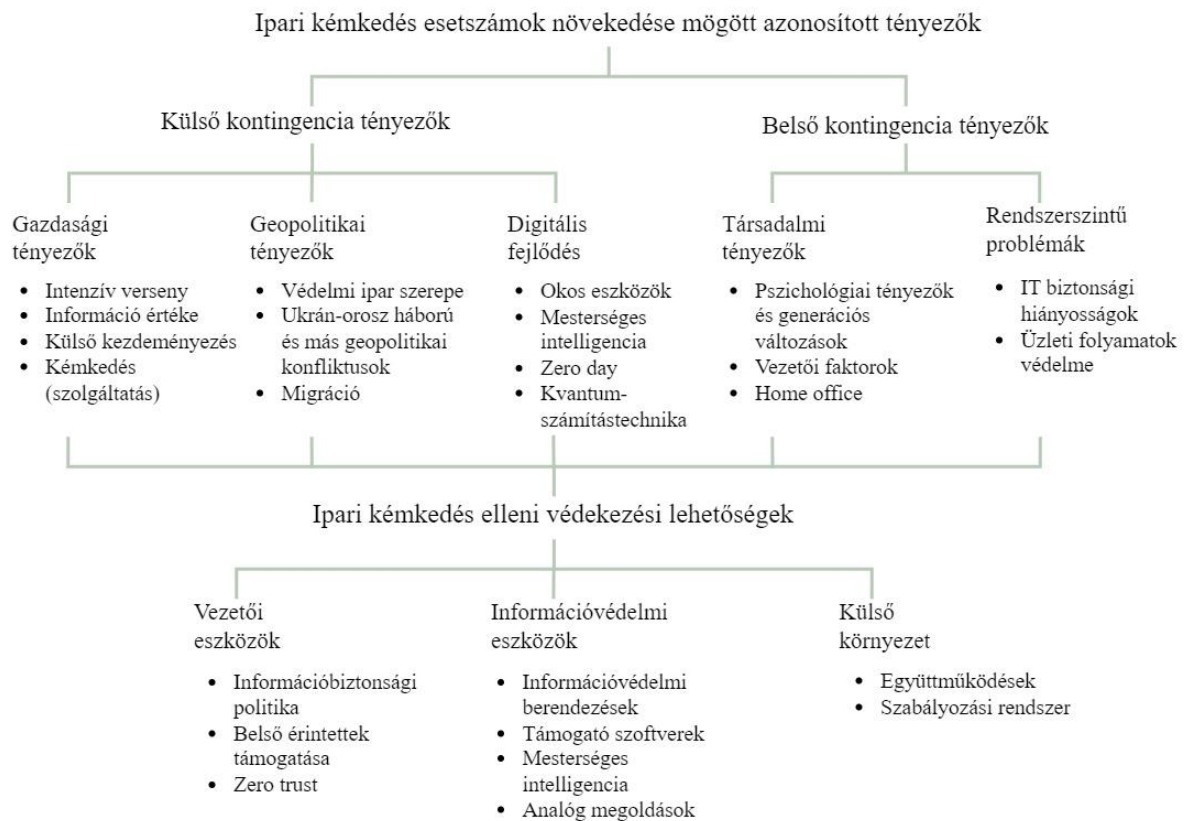 Ipari kémkedés esetszámok növekedése mögött azonosított tényezők
Külső kontingencia tényezők
Belső kontingencia tényezők
Gazdasági
tényezők
• Intenzív verseny
• Információ értéke
• Külső kezdeményezés
• Kémkedés
(szolgáltatás)
Geopolitikai
tényezők
• Védelmi ipar szerepe
• Ukrán-orosz háború
és más geopolitikai
konfliktusok
• Migráció
Digitális
fejlődés
• Okos eszközök
• Mesterséges
intelligencia
• Zero day
• Kvantum-
számítástechnika
Társadalmi
tényezők
• Pszichológiai tényezők
és generációs
változások
• Vezetői faktorok
• Home office
Rendszerszintű
problémák
• IT biztonsági
hiányosságok
• Üzleti folyamatok
védelme
Ipari kémkedés elleni védekezési lehetőségek
Vezetői
eszközök
• Információbiztonsági
politika
• Belső érintettek
támogatása
• Zero trust
Információvédelmi
eszközök
• Információvédelmi
berendezések
• Támogató szoftverek
• Mesterséges
intelligencia
• Analóg megoldások
Külső
környezet
• Együttműködések
• Szabályozási rendszer